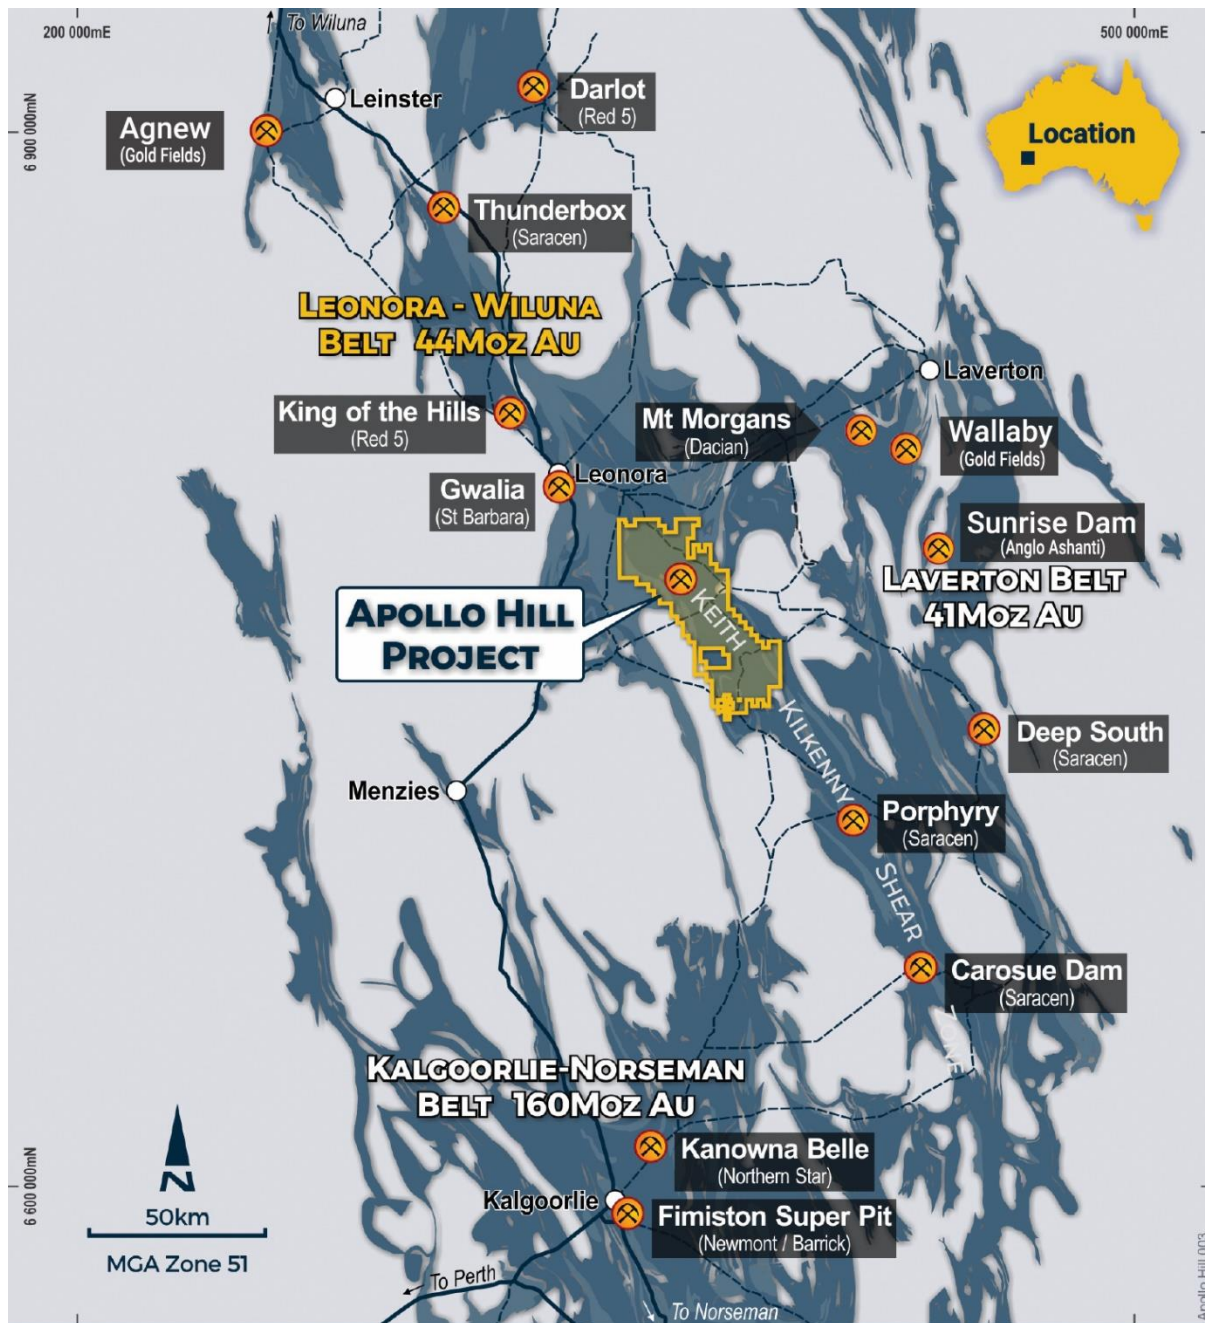 200 000mE
To Wiluna
500 000mE
6 900 000mN
Leinster
Darlot
(Red 5)
Agnew
(Gold Fields)
Location
Thunderbox
(Saracen)
LEONORA - WILUNA
BELT 44MOZ AU
Laverton
King of the Hills
(Red 5)
Mt Morgans
(Dacian)
Wallaby
(Gold Fields)
Leonora
Gwalia
(St Barbara)
Sunrise Dam
(Anglo Ashanti)
LAVERTON BELT
41MOZ AU
APOLLO HILL
PROJECT
KEITH
KILKENNY
SHEAR
ZONE
Deep South
(Saracen)
Menzies
Porphyry
(Saracen)
Carosue Dam
(Saracen)
KALGOORLIE-NORSEMAN
BELT 160MOZ AU
Kanowna Belle
(Northern Star)
6 600 000mN
N
Kalgoorlie
Fimiston Super Pit
(Newmont / Barrick)
50km
MGA Zone 51
To Perth
To Norseman
Apollo Hill 003